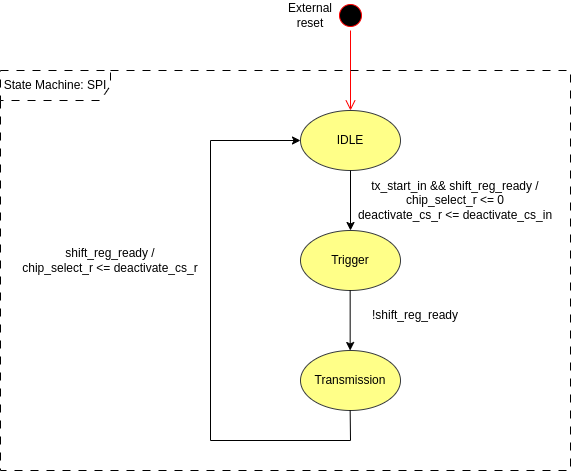 External
reset
State Machine: SPI
IDLE
tx_start_in && shift_reg_ready /
chip_select_r <= 0
deactivate_cs_r <= deactivate_cs_in
shift_reg_ready /
chip_select_r <= deactivate_cs_r
Trigger
!shift_reg_ready
Transmission